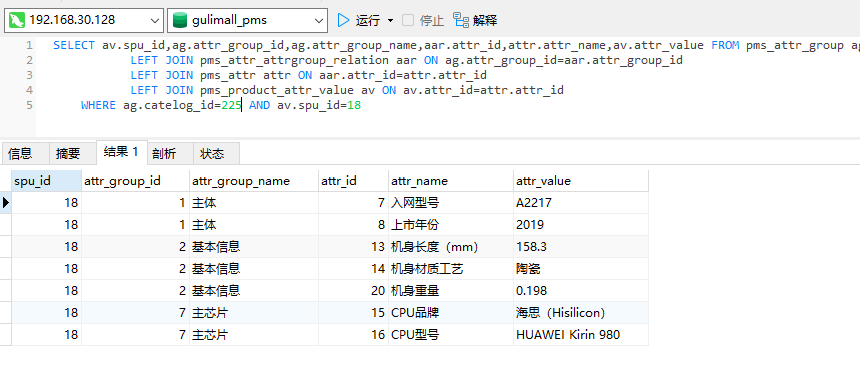 192.168.30.128 gulimall_pms 运行 停止 解释
1 SELECT av.spu_id,ag.attr_group_id,ag.attr_group_name,aar.attr_id,attr.attr_name,av.attr_value FROM pms_attr_group ag
2 LEFT JOIN pms_attr_attrgroup_relation aar ON ag.attr_group_id=aar.attr_group_id
3 LEFT JOIN pms_attr attr ON aar.attr_id=attr.attr_id
4 LEFT JOIN pms_product_attr_value av ON av.attr_id=attr.attr_id
5 WHERE ag.catelog_id=225 AND av.spu_id=18
信息 摘要 结果 1 剖析 状态
spu_id attr_group_id attr_group_name attr_id attr_name attr_value
18 1 主体 7 入网型号 A2217
18 1 主体 8 上市年份 2019
18 2 基本信息 13 机身长度（mm） 158.3
18 2 基本信息 14 机身材质工艺 陶瓷
18 2 基本信息 20 机身重量 0.198
18 7 主芯片 15 CPU品牌 海思（Hisilicon）
18 7 主芯片 16 CPU型号 HUAWEI Kirin 980